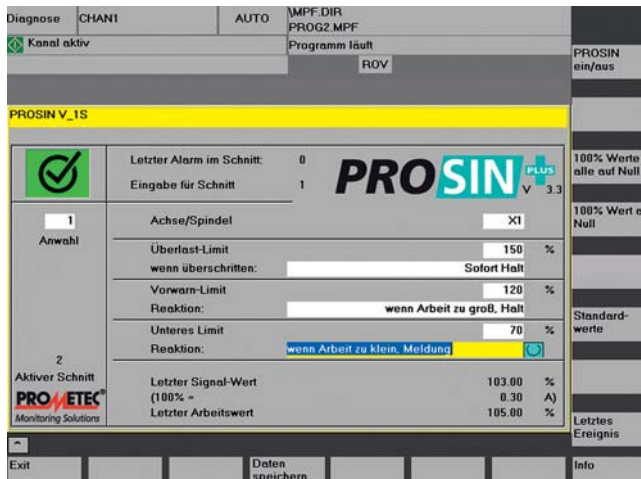 Diagnose CHAN1 AUTO \MPF.DIR
PROG2.MPF
Kanal aktiv Programm läuft
ROV
PROSIN ein/aus
PROSIN V_1S
Letzter Alarm im Schnitt: 0
Eingabe für Schnitt 1
PROSIN PLUS V 3.3
100% Werte alle auf Null
100% Wert a
Null
1 Achse/Spindel X1
Anwahl
Überlast-Limit 150 %
wenn überschritten: Sofort Halt
Vorwarn-Limit 120 %
Reaktion: wenn Arbeit zu groß, Halt
Standard-
werte
Unteres Limit 70 %
Reaktion: wenn Arbeit zu klein, Meldung
2
Aktiver Schnitt
Letzter Signal-Wert 103.00 %
(100% = 0.30 A)
Letzter Arbeitswert 105.00 %
PROMETEC®
Monitoring Solutions
Letztes
Ereignis
Exit Daten
speichern Info